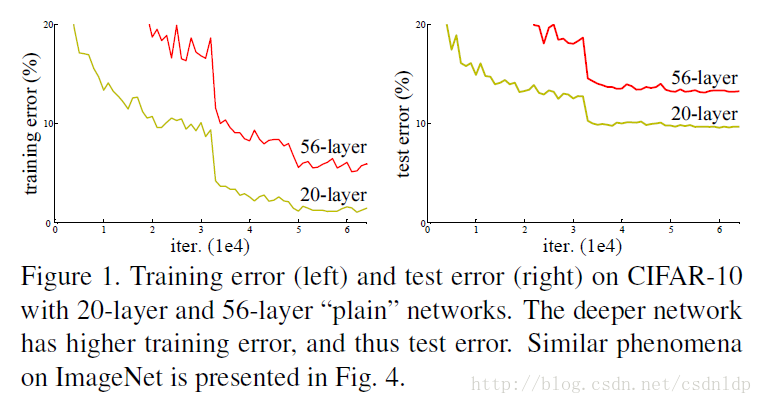 20
10
0
training error (%)
0 1 2 3 4 5 6
iter. (1e4)
56-layer
20-layer
20
10
0
test error (%)
0 1 2 3 4 5 6
iter. (1e4)
56-layer
20-layer
Figure 1. Training error (left) and test error (right) on CIFAR-10
with 20-layer and 56-layer “plain” networks. The deeper network
has higher training error, and thus test error. Similar phenomena
on ImageNet is presented in Fig. 4.
http://blog.csdn.net/csdnldp